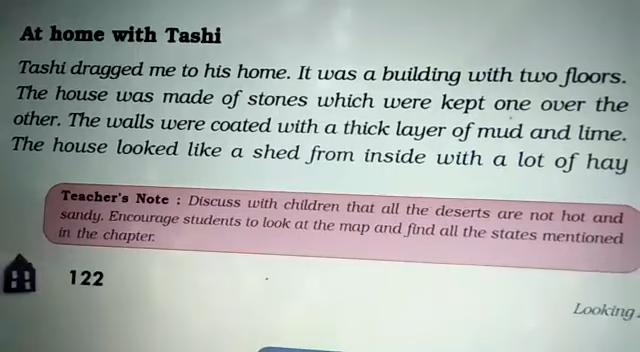 At home with Tashi
Tashi dragged me to his home. It was a building with two floors.
The house was made of stones which were kept one over the
other. The walls were coated with a thick layer of mud and lime.
The house looked like a shed from inside with a lot of hay
Teacher's Note : Discuss with children that all the deserts are not hot and
sandy. Encourage students to look at the map and find all the states mentioned
in the chapter.
122
Looking